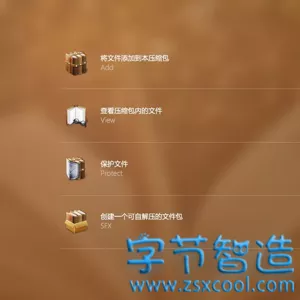 将文件添加到本压缩包
Add
查看压缩包内的文件
View
保护文件
Protect
创建一个可自解压的文件包
SFX
字节智造
www.zsxcool.com